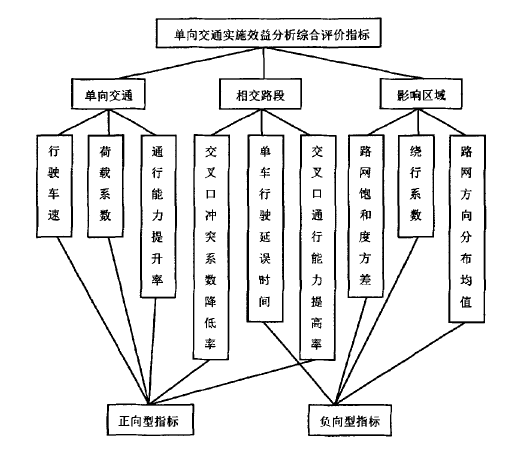 单向交通实施效益分析综合评价指标
单向交通
相交路段
影响区域
行驶车速
荷载系数
通行能力提升率
交叉口冲突系数降低率
单车行驶延误时间
交叉口通行能力提高率
路网饱和度方差
绕行系数
路网方向分布均值
正向型指标
负向型指标